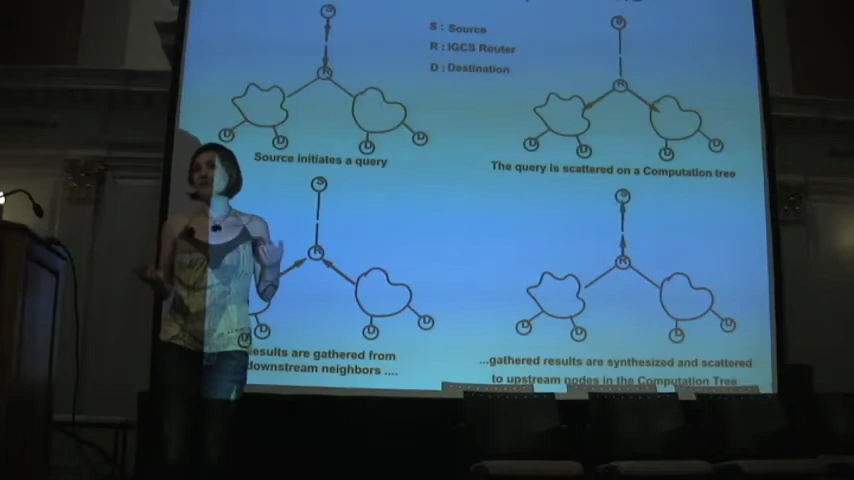 S : Source
R : IGCS Router
D : Destination
S
R
D
D
D
D
Source initiates a query
S
R
D
D
D
D
The query is scattered on a Computation tree
S
R
D
D
D
D
esults are gathered from
downstream neighbors ....
S
R
D
D
D
D
...gathered results are synthesized and scattered
to upstream nodes in the Computation Tree